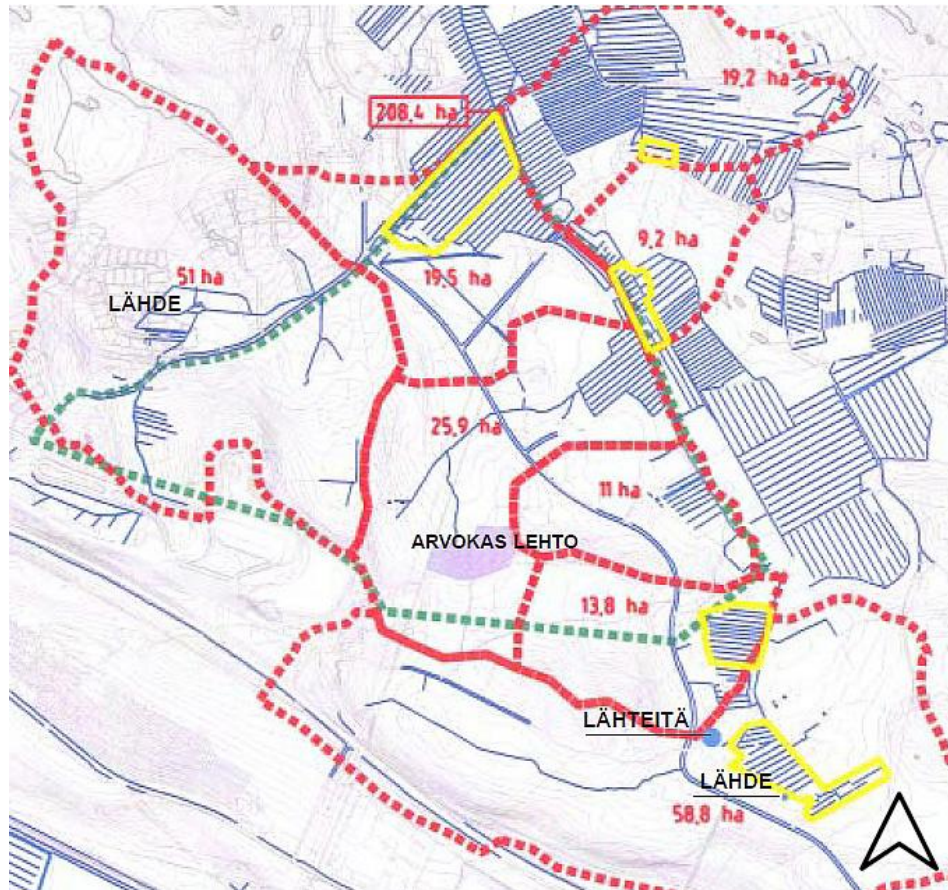 19,2 ha
208,4 ha
9,2 ha
51 ha
19,5 ha
LÄHDE
25,9 ha
11 ha
ARVOKAS LEHTO
13,8 ha
LÄHTEITÄ
LÄHDE
58,8 ha